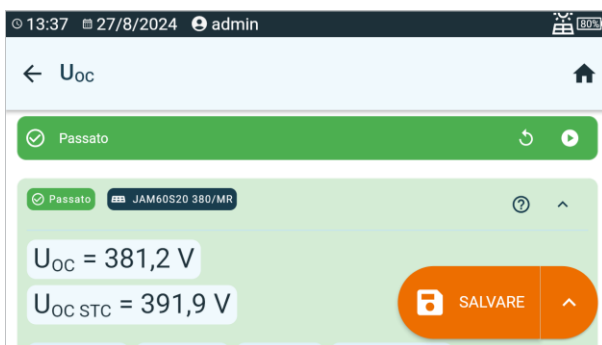 13:37 27/8/2024 admin 80%
UOC
Passato
Passato JAM60S20 380/MR
UOC = 381,2 V
UOC STC = 391,9 V
SALVARE